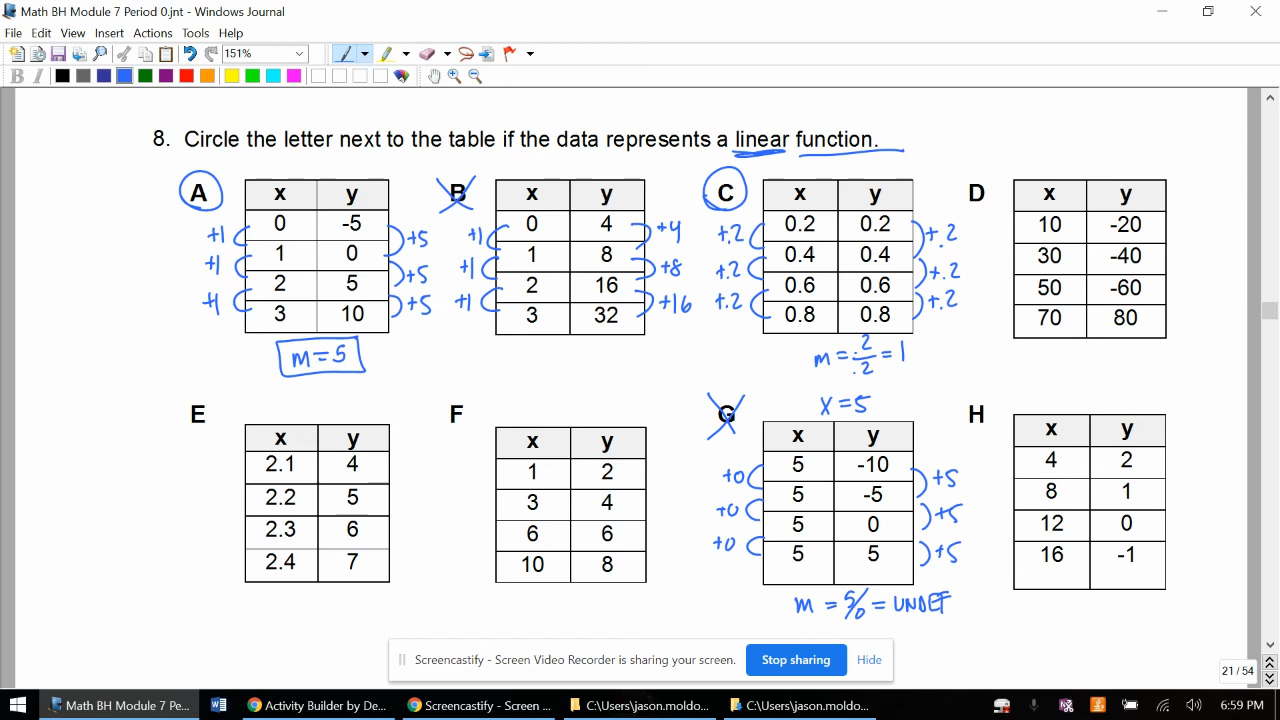 Math BH Module 7 Period 0.jnt - Windows Journal
File Edit View Insert Actions Tools Help
151%
B I
8. Circle the letter next to the table if the data represents a linear function.
A B C D
x y
0 -5
1 0
2 5
3 10
+1 +5
+1 +5
+1 +5
m = 5
x y
0 4
1 8
2 16
3 32
+1 +4
+1 +8
+1 +16
x y
0.2 0.2
0.4 0.4
0.6 0.6
0.8 0.8
+.2 +.2
+.2 +.2
+.2 +.2
m = .2/.2 = 1
x y
10 -20
30 -40
50 -60
70 80
E F G H
x y
2.1 4
2.2 5
2.3 6
2.4 7
x y
1 2
3 4
6 6
10 8
x = 5
x y
5 -10
5 -5
5 0
5 5
+0 +5
+0 +5
+0 +5
m = 5/0 = UNDEF
x y
4 2
8 1
12 0
16 -1
Screencastify - Screen Video Recorder is sharing your screen. Stop sharing Hide
21 / 54
Math BH Module 7 Pe... Activity Builder by De... Screencastify - Screen ... C:\Users\jason.moldo... C:\Users\jason.moldo... 6:59 PM